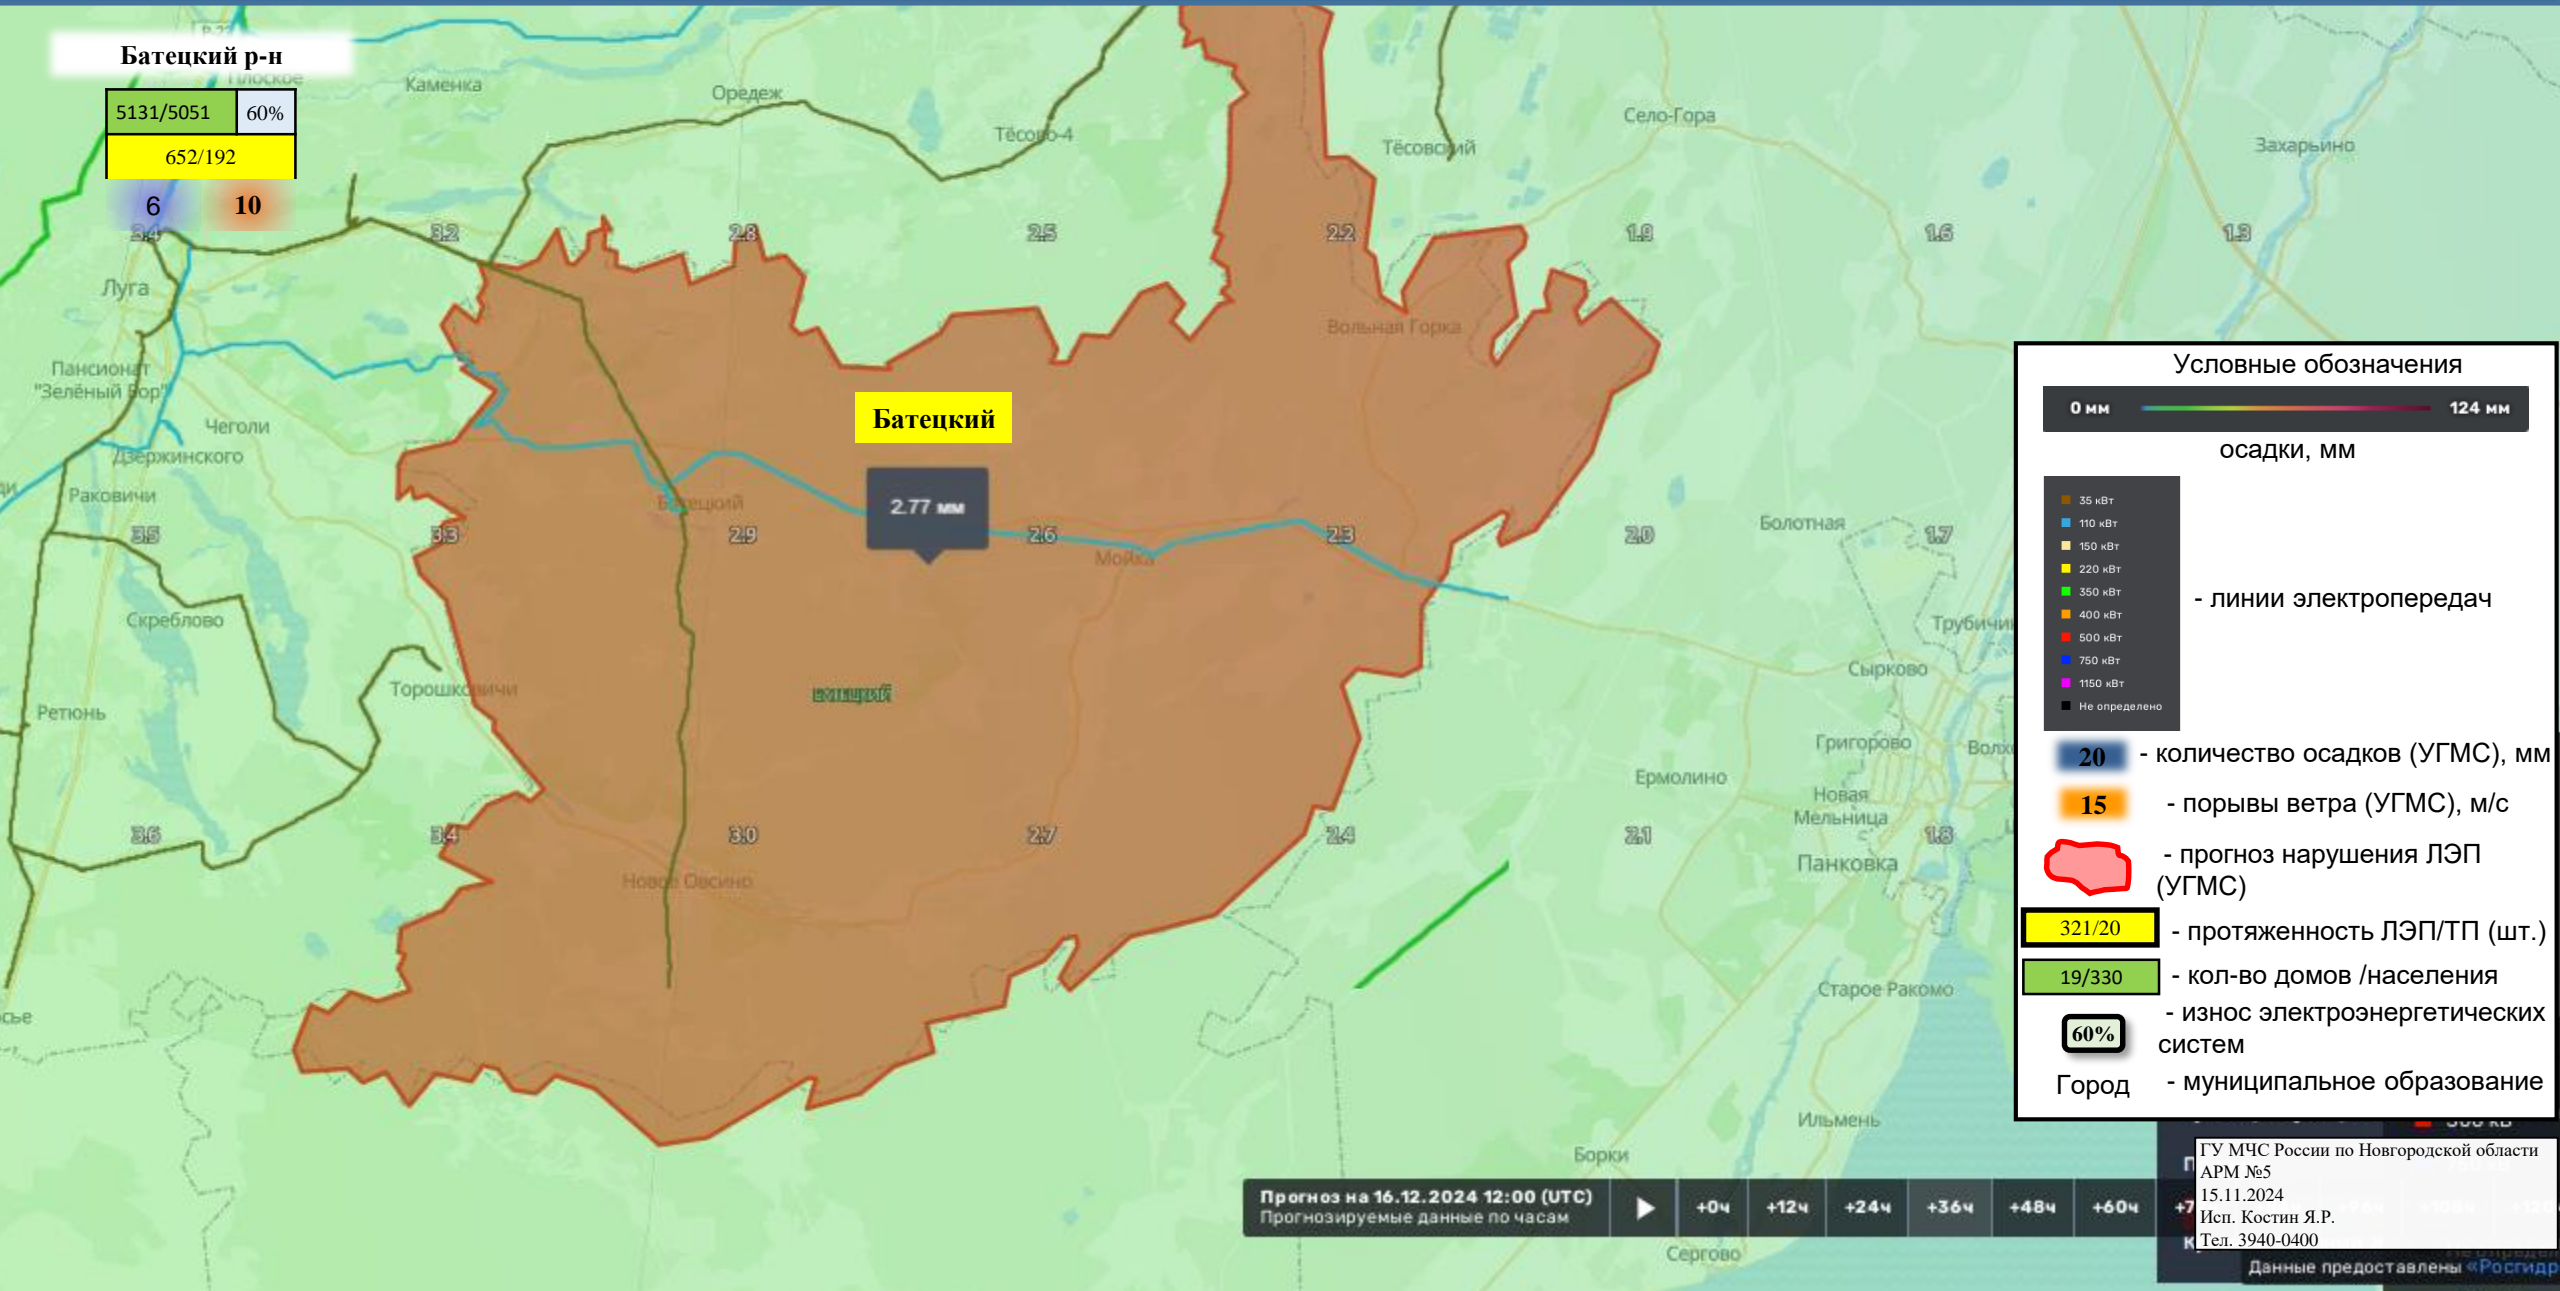 Р-23
Плоское
Батецкий р-н
5131/5051 60%
652/192
6 10
Каменка
Оредеж
Тёсово-4
Тёсовский
Село-Гора
Захарьино
3.4 3.2 2.8 2.5 2.2 1.9 1.6 1.3
Луга
Вольная Горка
Пансионат
"Зелёный Бор"
Чеголи
Дзержинского
Раковичи
Батецкий
2.77 мм
Батецкий
Болотная
3.5 3.3 2.9 2.6 2.3 2.0 1.7
Мойка
Скреблово
Сырково
Торошковичи
Ретюнь
Григорово
Ермолино
Новая
Мельница
3.6 3.4 3.0 2.7 2.4 2.1 1.8
Панковка
Новое Овсино
Старое Ракомо
Ильмень
Борки
Сергово
Условные обозначения
0 мм 124 мм
осадки, мм
35 кВт
110 кВт
150 кВт
220 кВт
350 кВт
400 кВт
500 кВт
750 кВт
1150 кВт
Не определено
- линии электропередач
20 - количество осадков (УГМС), мм
15 - порывы ветра (УГМС), м/с
- прогноз нарушения ЛЭП
(УГМС)
321/20 - протяженность ЛЭП/ТП (шт.)
19/330 - кол-во домов /населения
- износ электроэнергетических
60% систем
Город - муниципальное образование
Прогноз на 16.12.2024 12:00 (UTC)
Прогнозируемые данные по часам
+0ч +12ч +24ч +36ч +48ч +60ч +7
ГУ МЧС России по Новгородской области
АРМ №5
15.11.2024
Исп. Костин Я.Р.
Тел. 3940-0400
Данные предоставлены «Росгидр